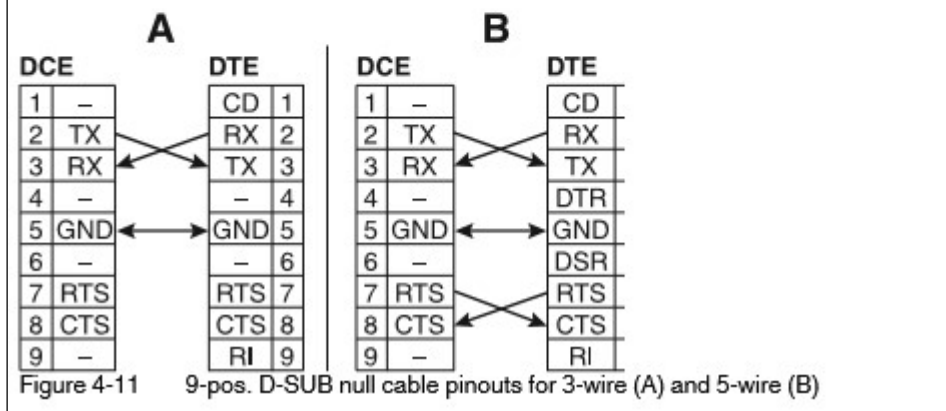 A B
DCE DTE DCE DTE
1 – CD 1 1 – CD
2 TX RX 2 2 TX RX
3 RX TX 3 3 RX TX
4 – – 4 4 – DTR
5 GND GND 5 5 GND GND
6 – – 6 6 – DSR
7 RTS RTS 7 7 RTS RTS
8 CTS CTS 8 8 CTS CTS
9 – RI 9 9 – RI
Figure 4-11 9-pos. D-SUB null cable pinouts for 3-wire (A) and 5-wire (B)